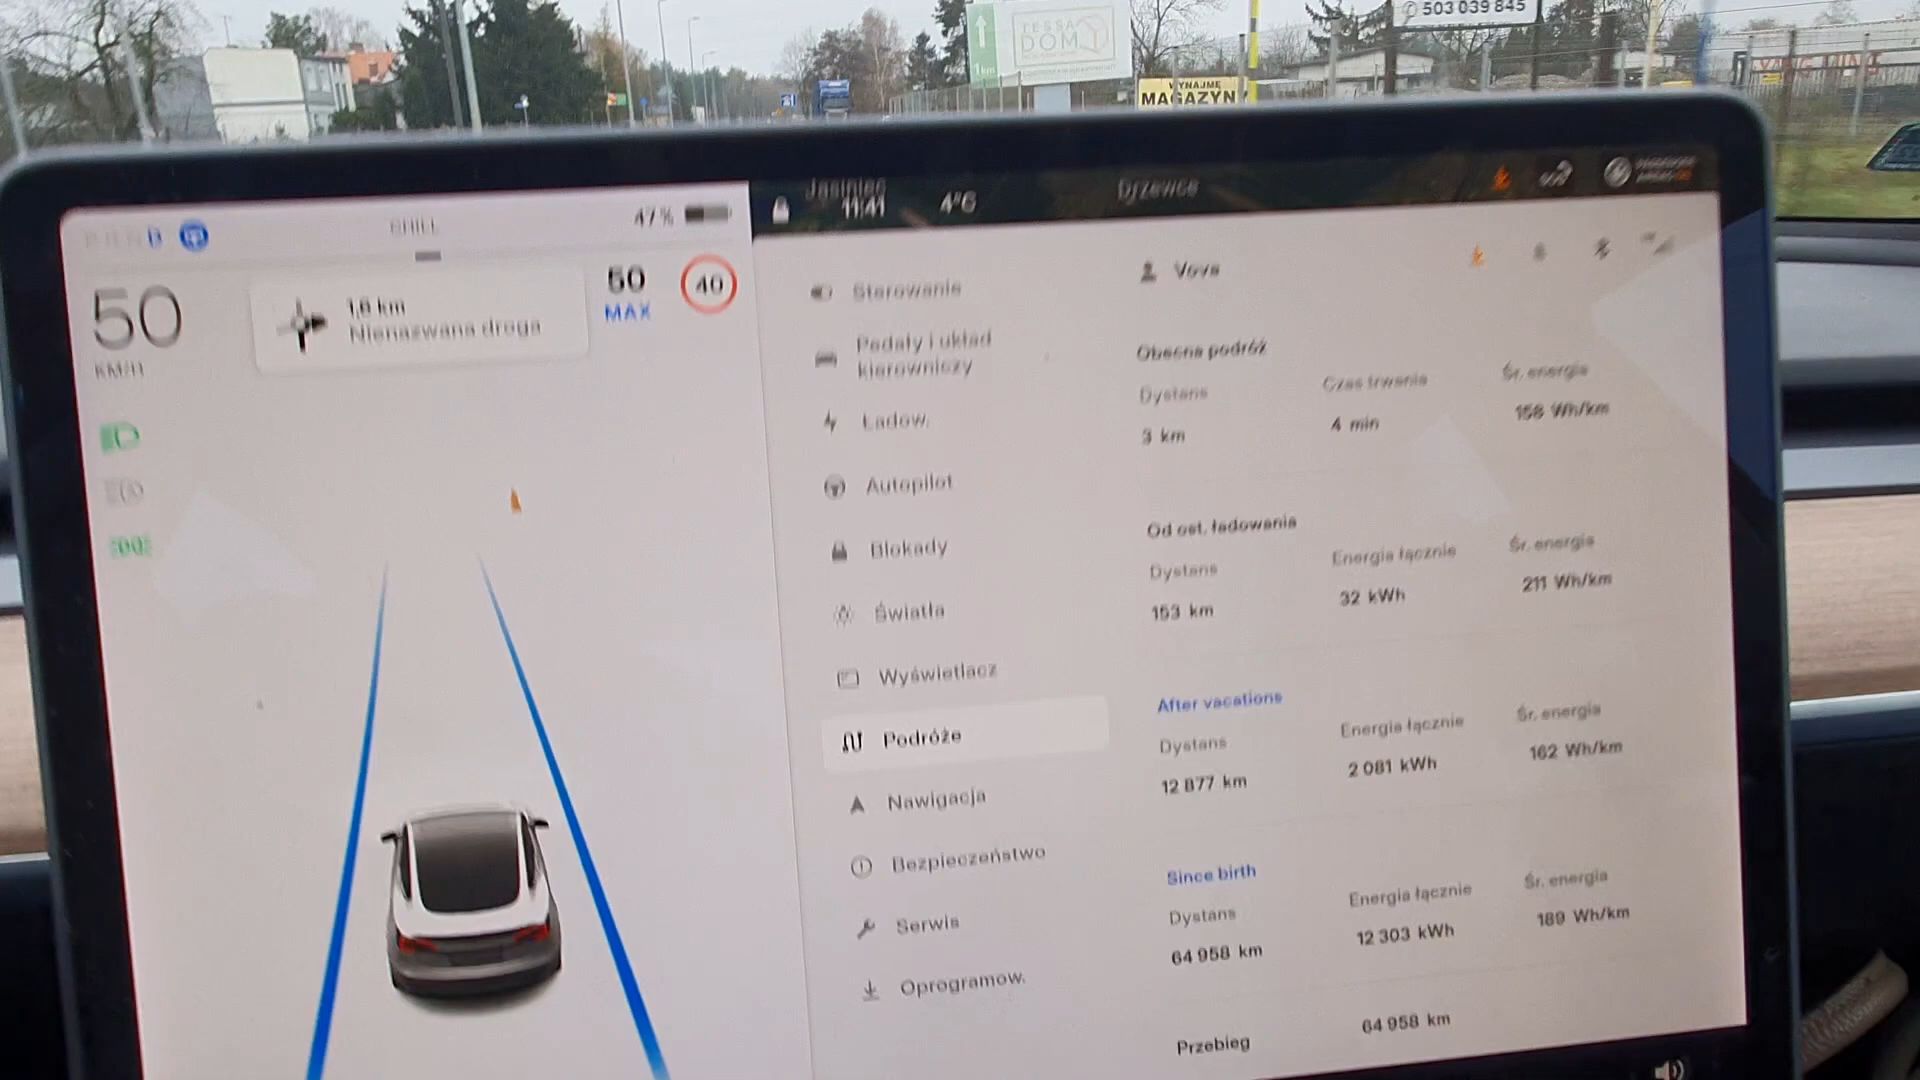 503 039 845
TESSA
DOM
1km
WYNAJMĘ
MAGAZYN
Jasiniec
11:41
4°C
Drzewce
B
CHILL
47%
50
KM/H
1,6 km
Nienazwana droga
50
MAX
40
Sterowanie
Pedały i układ
kierowniczy
Ładow.
Autopilot
Blokady
Światła
Wyświetlacz
Podróże
Nawigacja
Bezpieczeństwo
Serwis
Oprogramow.
Vova
Obecna podróż
Dystans
Czas trwania
Śr. energia
3 km
4 min
158 Wh/km
Od ost. ładowania
Dystans
Energia łącznie
Śr. energia
153 km
32 kWh
211 Wh/km
After vacations
Dystans
Energia łącznie
Śr. energia
12 877 km
2 081 kWh
162 Wh/km
Since birth
Dystans
Energia łącznie
Śr. energia
64 958 km
12 303 kWh
189 Wh/km
Przebieg
64 958 km